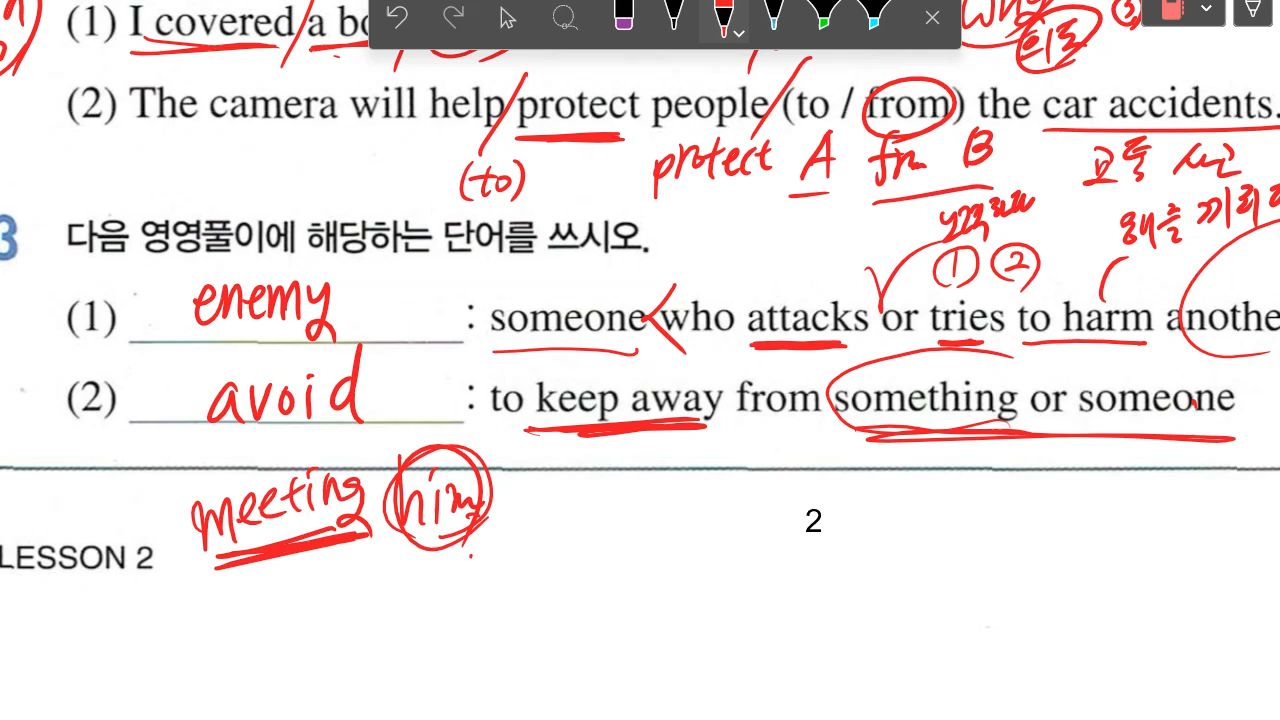 (1) I covered a bo
(2) The camera will help protect people (to / from) the car accidents.
(to) protect A from B 교통 사고
3 다음 영영풀이에 해당하는 단어를 쓰시오.
① ②
(1) enemy : someone who attacks or tries to harm anothe
(2) avoid : to keep away from something or someone
meeting him
2
LESSON 2